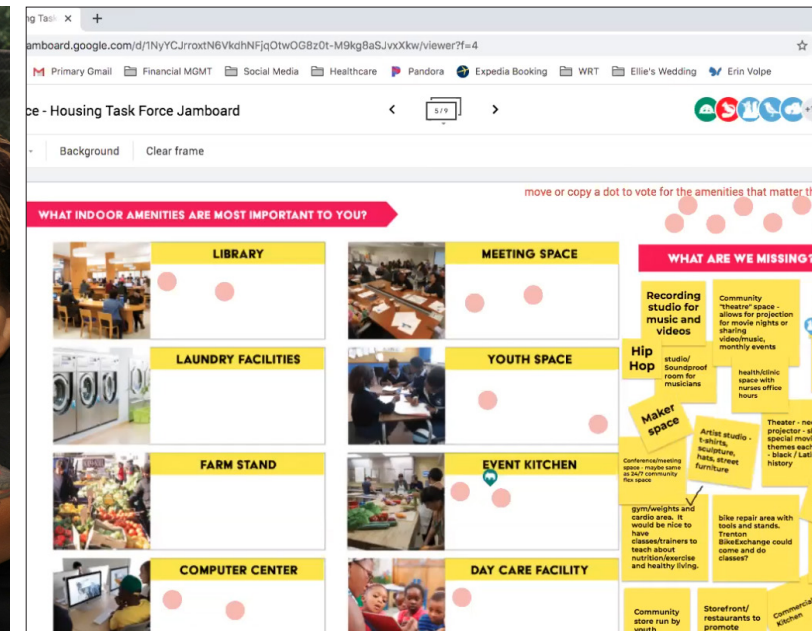 ng Tas
amboard.google.com/d/1NyYCJrroxtN6VkdhNFjqOtwOG8z0t-M9kg8aSJvxXkw/viewer?f=4
Primary Gmail Financial MGMT Social Media Healthcare Pandora Expedia Booking WRT Ellie's Wedding Erin Volpe
ce - Housing Task Force Jamboard
5/9
Background Clear frame
move or copy a dot to vote for the amenities that matter th
WHAT INDOOR AMENITIES ARE MOST IMPORTANT TO YOU?
LIBRARY
MEETING SPACE
LAUNDRY FACILITIES
YOUTH SPACE
FARM STAND
EVENT KITCHEN
COMPUTER CENTER
DAY CARE FACILITY
WHAT ARE WE MISSING?
Recording
studio for
music and
videos
Community
"theatre" space -
allows for projection
for movie nights or
sharing
video/music,
monthly events
Hip
Hop
studio/
Soundproof
room for
musicians
health/clinic
space with
nurses office
hours
Maker
space
Artist studio -
t-shirts,
sculpture,
hats, street
furniture
Theater - nee
projector - s
special movi
themes each
- black / Lati
history
Conference/meeting
space - maybe same
as 24/7 community
flex space
gym/weights and
cardio area. It
would be nice to
have
classes/trainers to
teach about
nutrition/exercise
and healthy living.
bike repair area with
tools and stands.
Trenton
BikeExchange could
come and do
classes?
Community
store run by
youth
Storefront/
restaurants to
promote
Commercial
Kitchen